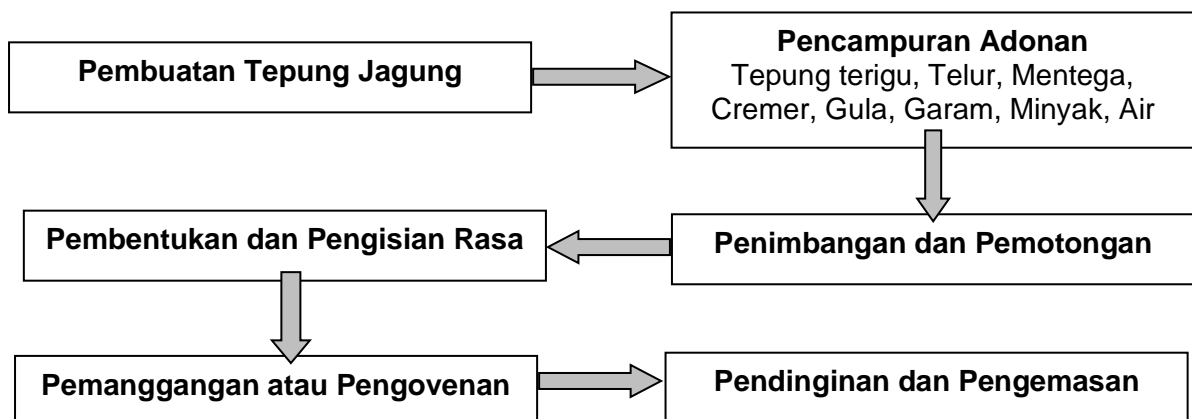 Pembuatan Tepung Jagung
Pencampuran Adonan
Tepung terigu, Telur, Mentega,
Cremer, Gula, Garam, Minyak, Air
Penimbangan dan Pemotongan
Pembentukan dan Pengisian Rasa
Pemanggangan atau Pengovenan
Pendinginan dan Pengemasan